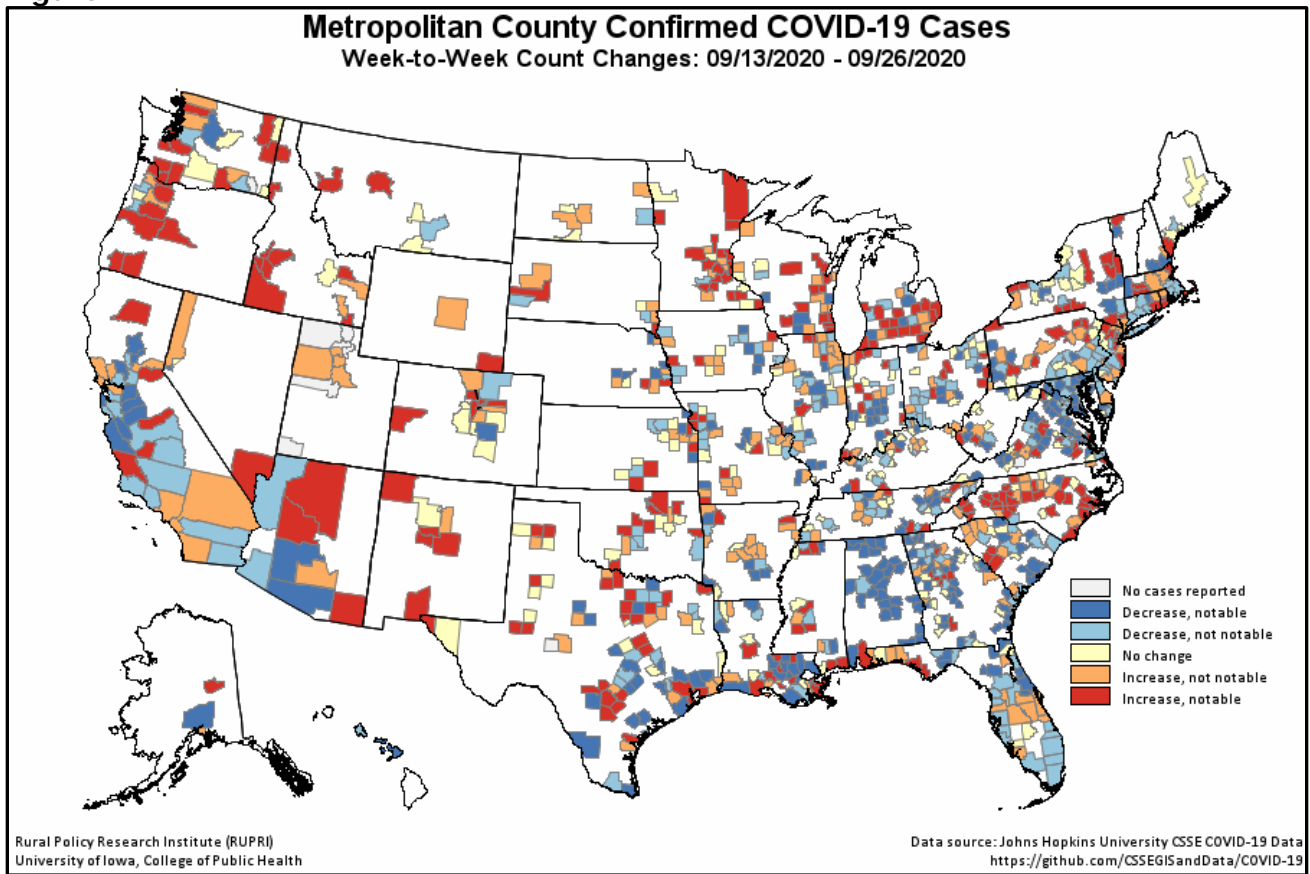 Metropolitan County Confirmed COVID-19 Cases
Week-to-Week Count Changes: 09/13/2020 - 09/26/2020
No cases reported
Decrease, notable
Decrease, not notable
No change
Increase, not notable
Increase, notable
Rural Policy Research Institute (RUPRI)
University of Iowa, College of Public Health
Data source: Johns Hopkins University CSSE COVID-19 Data
https://github.com/CSSEGISandData/COVID-19